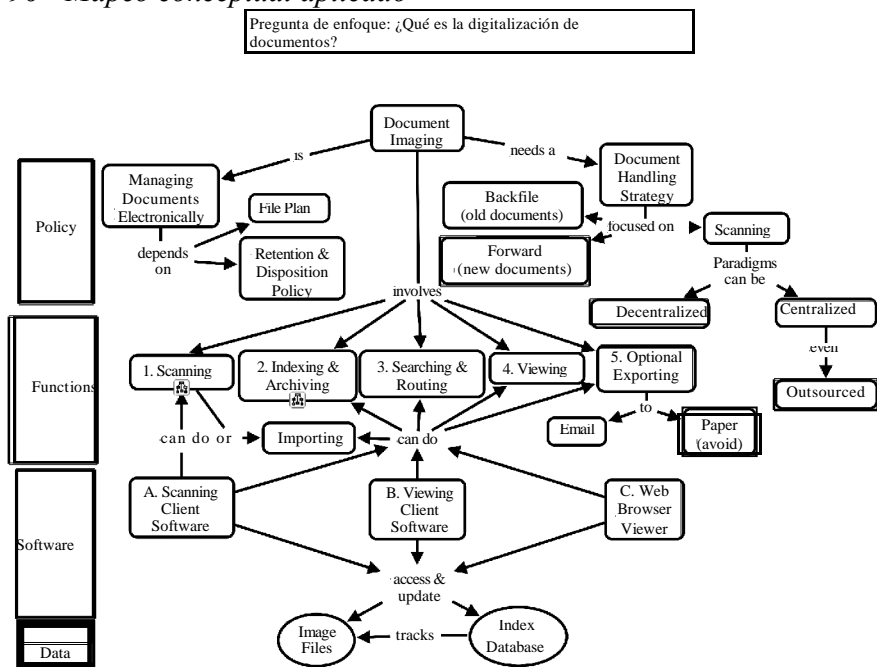 Pregunta de enfoque: ¿Qué es la digitalización de
documentos?
Document
Imaging
is
needs a
Managing
Documents
Electronically
Document
Handling
Strategy
Policy
File Plan
Backfile
(old documents)
focused on
Scanning
depends
on
Retention &
Disposition
Policy
Forward
(new documents)
Paradigms
can be
involves
Decentralized
Centralized
even
Outsourced
Functions
1. Scanning
2. Indexing &
Archiving
3. Searching &
Routing
4. Viewing
5. Optional
Exporting
to
Email
Paper
(avoid)
can do or
Importing
can do
Software
A. Scanning
Client
Software
B. Viewing
Client
Software
C. Web
Browser
Viewer
access &
update
Data
Image
Files
tracks
Index
Database